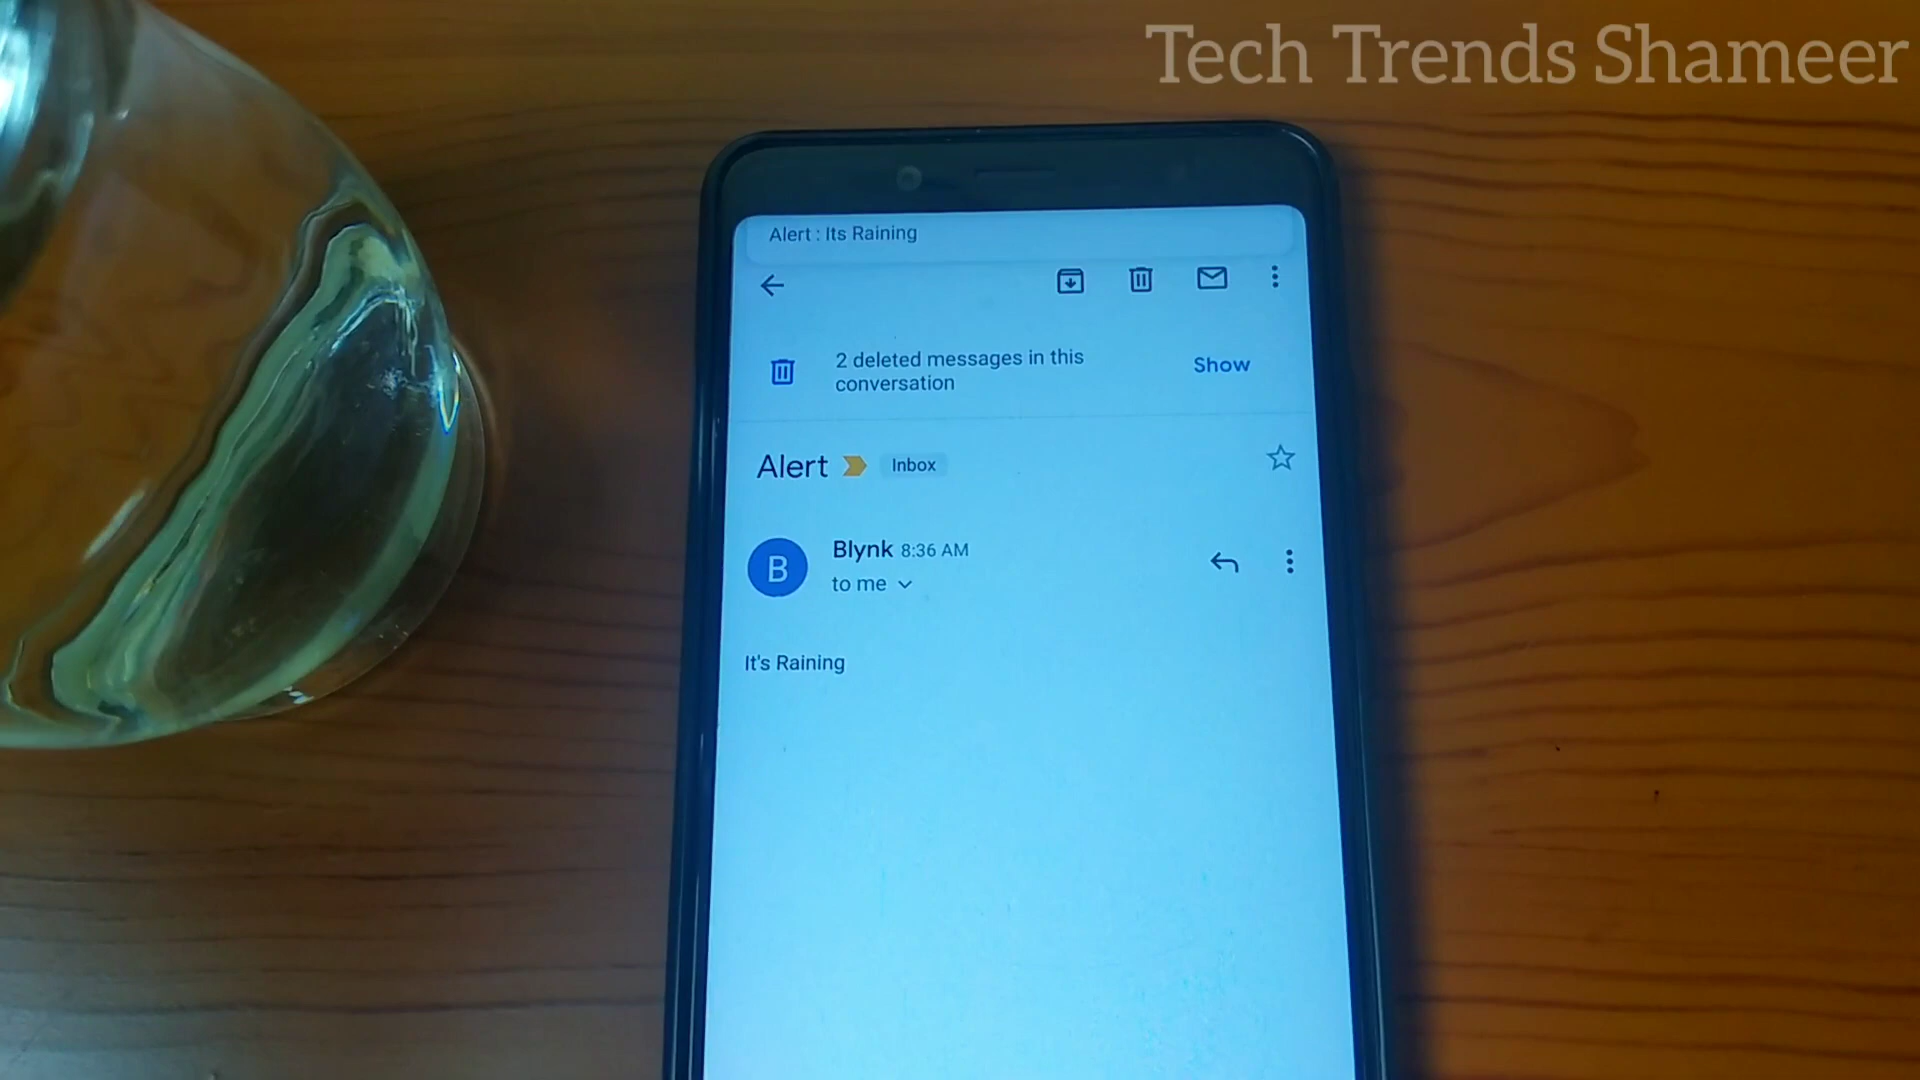 Tech Trends Shameer
Alert : Its Raining
2 deleted messages in this
conversation
Show
Alert
Inbox
B
Blynk 8:36 AM
to me
It's Raining